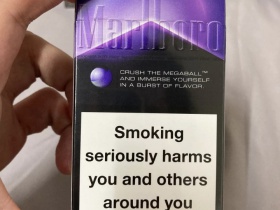 Marlboro
CRUSH THE MEGABALL™
AND IMMERSE YOURSELF
IN A BURST OF FLAVOR.
Smoking
seriously harms
you and others
around you